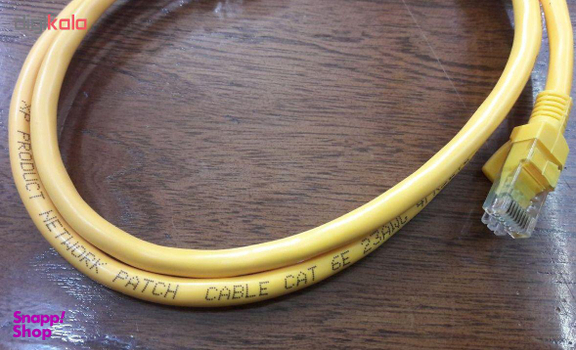 digikala
XP PRODUCT NETWORK PATCH CABLE CAT 6E 23AWG
Snapp!
Shop